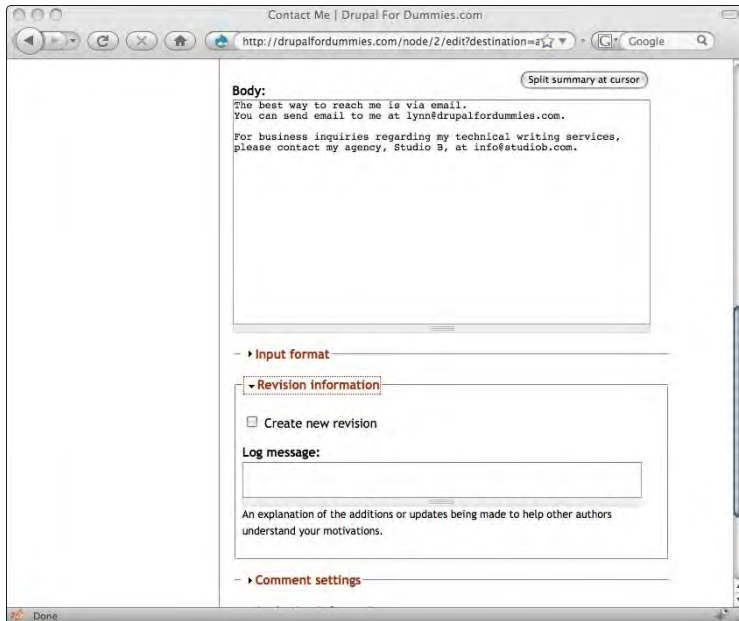 Contact Me | Drupal For Dummies.com
http://drupalfordummies.com/node/2/edit?destination=a
G Google
Split summary at cursor
Body:
The best way to reach me is via email.
You can send email to me at lynn@drupalfordummies.com.
For business inquiries regarding my technical writing services,
please contact my agency, Studio B, at info@studiob.com.
Input format
Revision information
Create new revision
Log message:
An explanation of the additions or updates being made to help other authors
understand your motivations.
Comment settings
Done